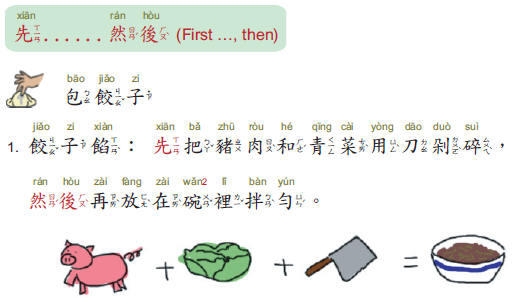 xiān rán hòu
先...... 然後 (First ..., then)
bāo jiǎo zi
包餃子
jiǎo zi xiàn xiān bǎ zhū ròu hé qīng cài yòng dāo duò suì
1. 餃子餡：先把豬肉和青菜用刀剁碎，
rán hòu zài fàng zài wǎn2 lǐ bàn yún
然後再放在碗裡拌勻。
+ + =